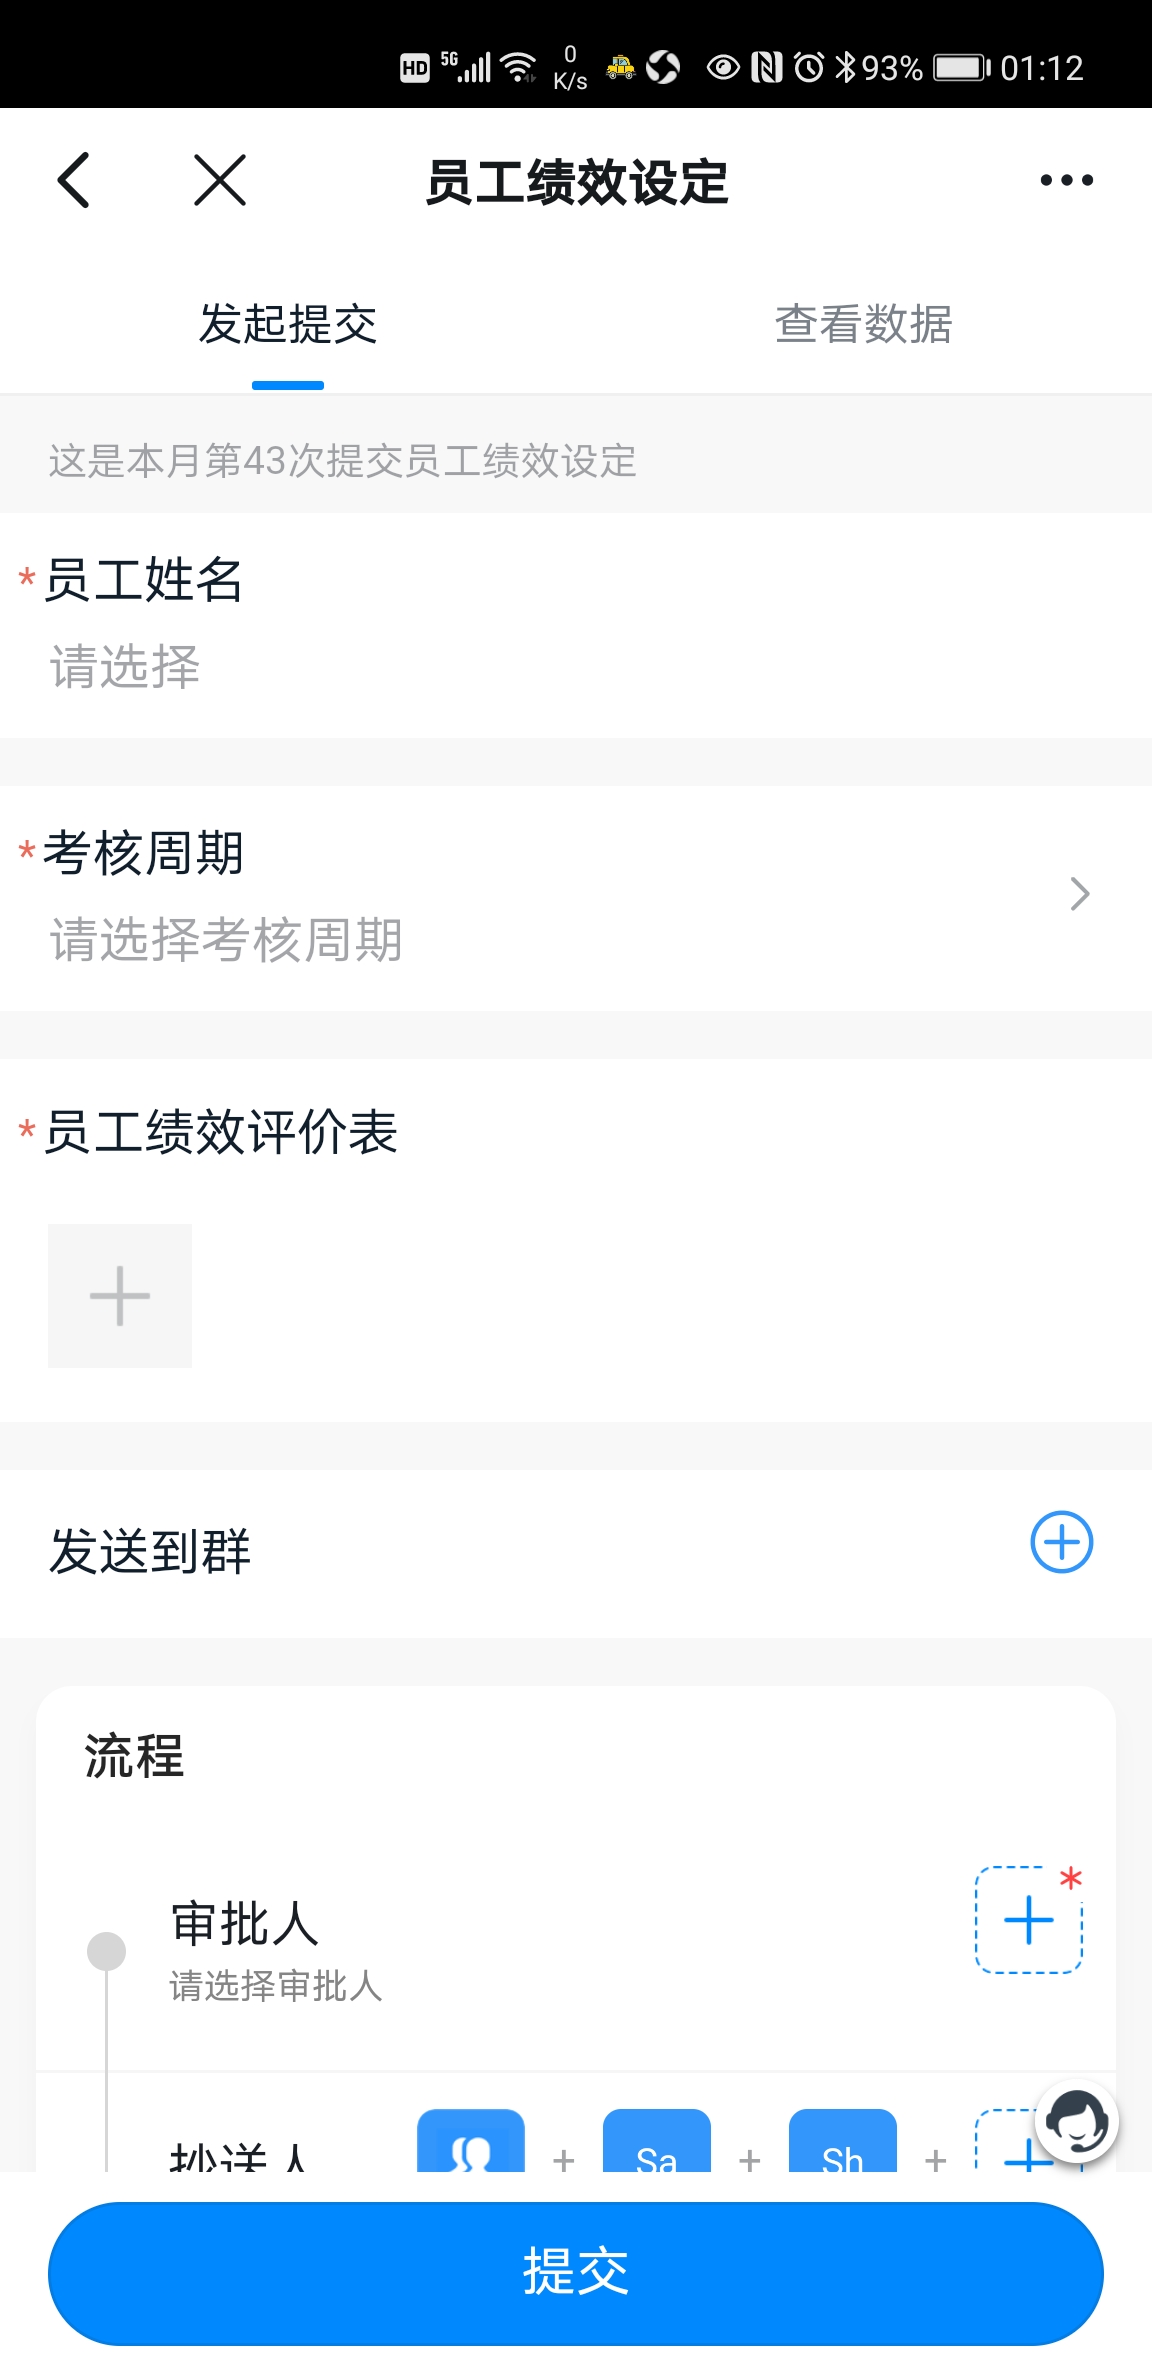 HD 5G 0 K/s 93% 01:12
员工绩效设定
发起提交 查看数据
这是本月第43次提交员工绩效设定
*员工姓名
请选择
*考核周期
请选择考核周期
*员工绩效评价表
发送到群
流程
审批人
请选择审批人
抄送人 + Sa + Sh +
提交